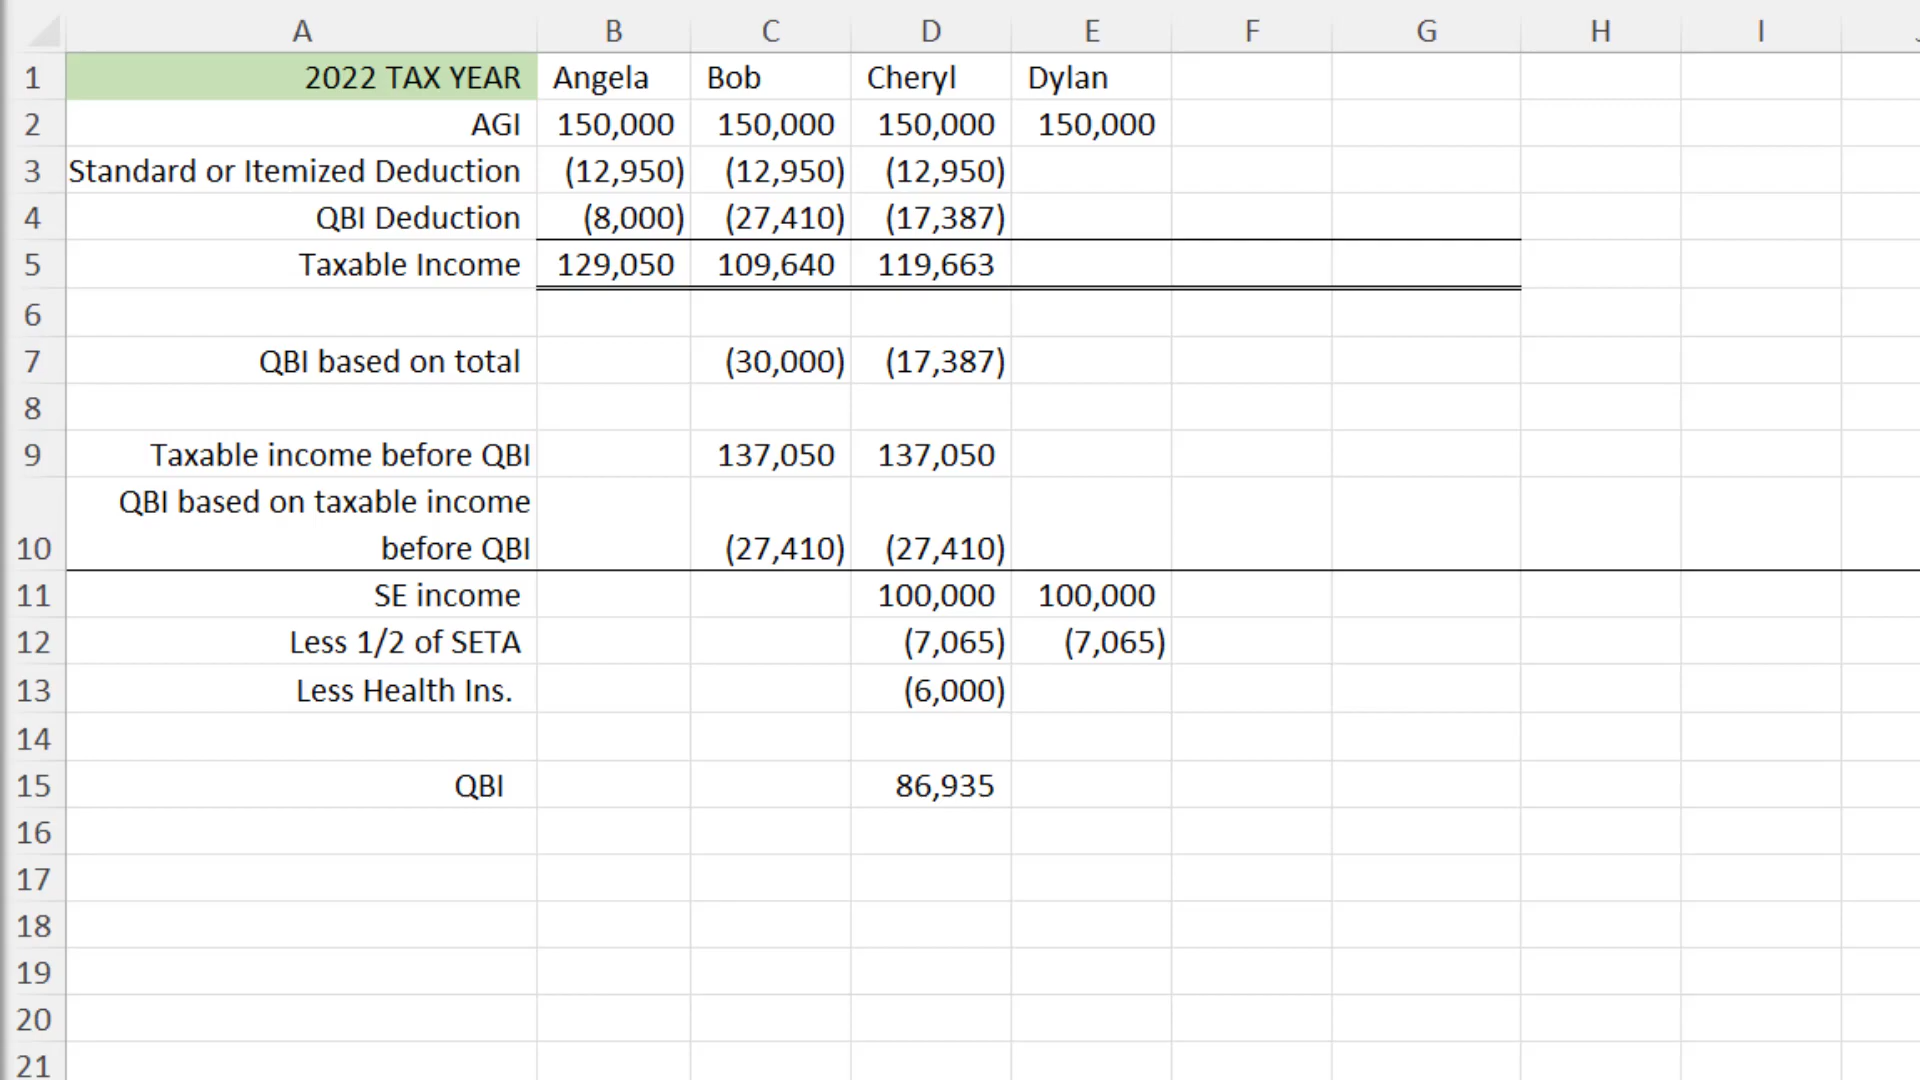 A B C D E F G H I
1 2022 TAX YEAR Angela Bob Cheryl Dylan
2 AGI 150,000 150,000 150,000 150,000
3 Standard or Itemized Deduction (12,950) (12,950) (12,950)
4 QBI Deduction (8,000) (27,410) (17,387)
5 Taxable Income 129,050 109,640 119,663
6
7 QBI based on total (30,000) (17,387)
8
9 Taxable income before QBI 137,050 137,050
QBI based on taxable income
10 before QBI (27,410) (27,410)
11 SE income 100,000 100,000
12 Less 1/2 of SETA (7,065) (7,065)
13 Less Health Ins. (6,000)
14
15 QBI 86,935
16
17
18
19
20
21